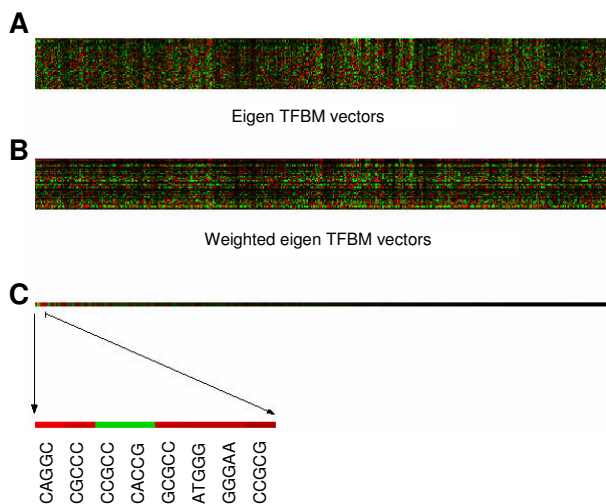 A
Eigen TFBM vectors
B
Weighted eigen TFBM vectors
C
CAGGC
CGCCC
CCGCC
CACCG
GCGCC
ATGGG
GGGAA
CCGCG